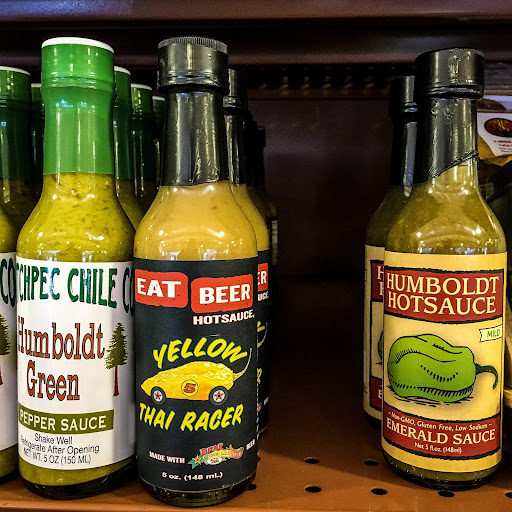 CHPEC CHILE CO
Humboldt
Green
PEPPER SAUCE
Shake Well
Refrigerate After Opening
NET WT. 5 OZ (150 ML)
EAT BEER
HOTSAUCE
YELLOW
5
THAI RACER
MADE WITH
5 oz. (148 mL)
HUMBOLDT
HOTSAUCE
MILD
Non-GMO, Gluten Free, Low Sodium
EMERALD SAUCE
Net 5 fl.oz. (148ml)